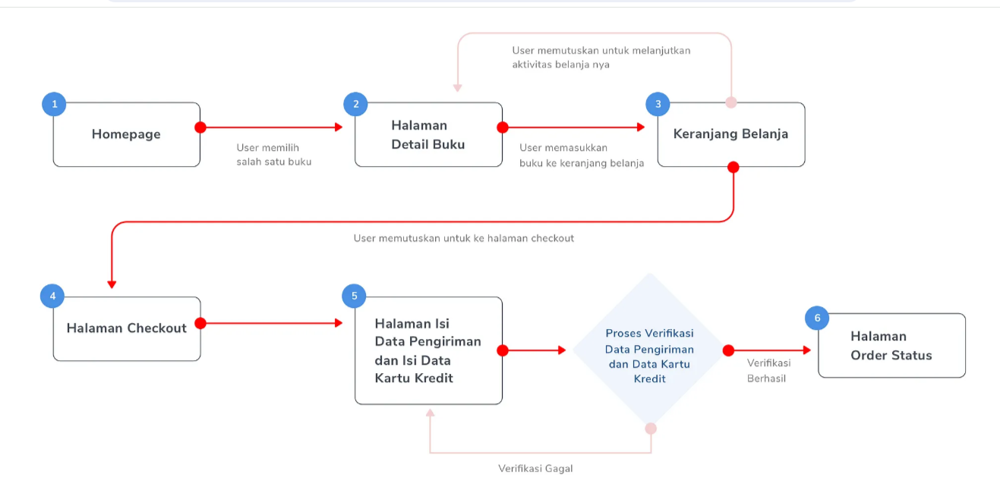 User memutuskan untuk melanjutkan
aktivitas belanja nya
1
Homepage
User memilih
salah satu buku
2
Halaman
Detail Buku
User memasukkan
buku ke keranjang belanja
3
Keranjang Belanja
User memutuskan untuk ke halaman checkout
4
Halaman Checkout
5
Halaman Isi
Data Pengiriman
dan Isi Data
Kartu Kredit
Proses Verifikasi
Data Pengiriman
dan Data Kartu
Kredit
Verifikasi
Berhasil
6
Halaman
Order Status
Verifikasi Gagal